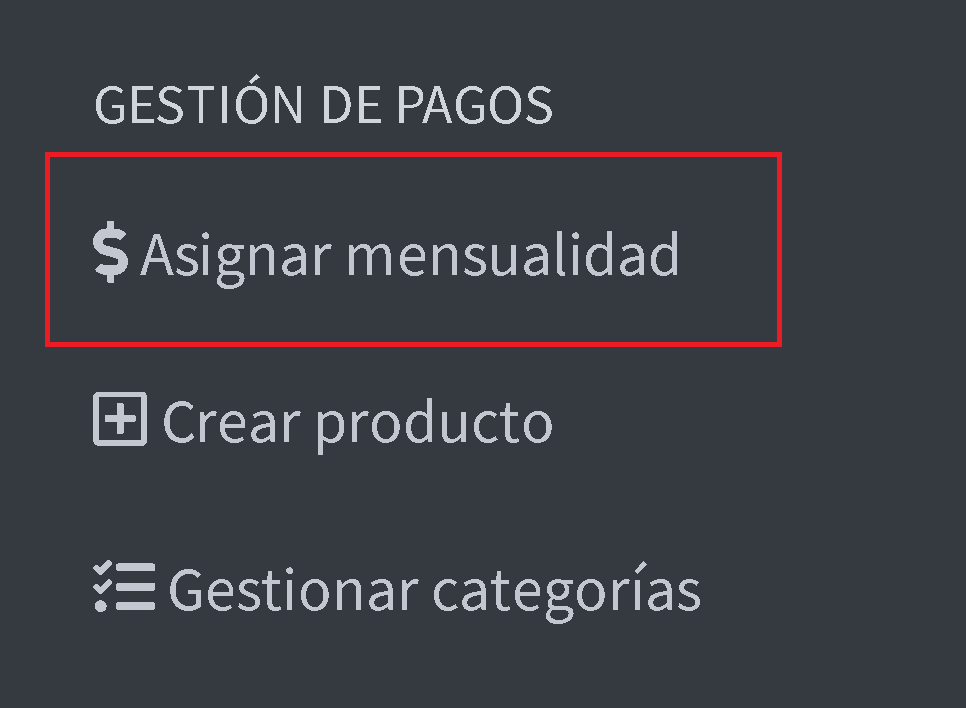 GESTIÓN DE PAGOS
$ Asignar mensualidad
Crear producto
Gestionar categorías